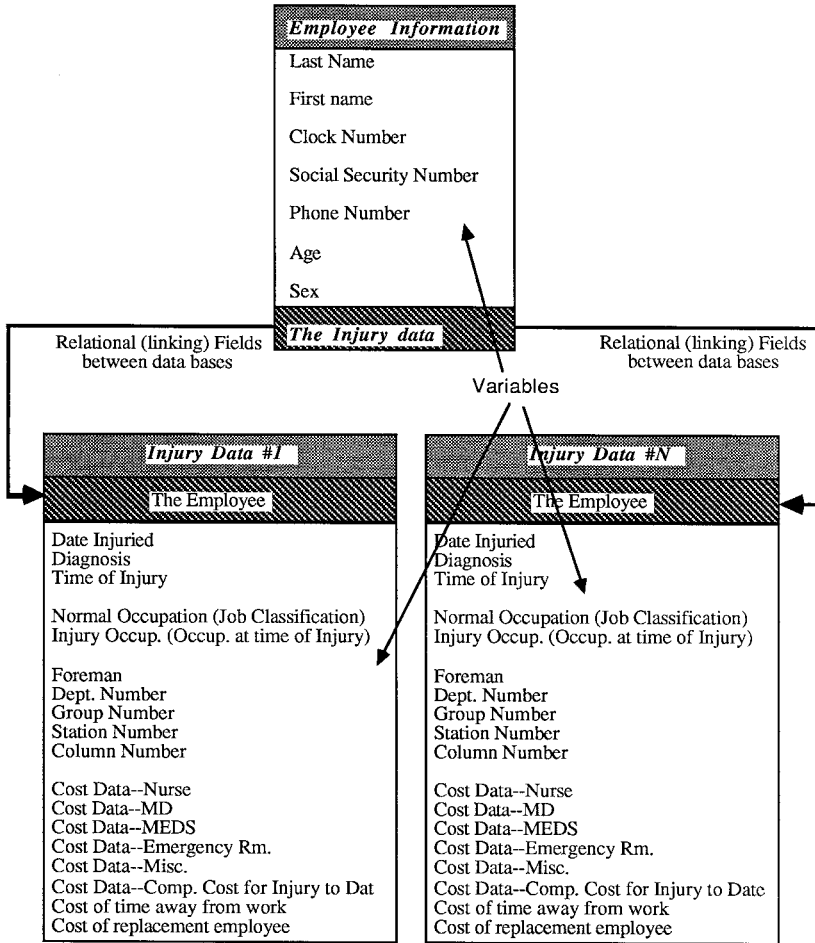 Employee Information
Last Name
First name
Clock Number
Social Security Number
Phone Number
Age
Sex
The Injury data
Relational (linking) Fields
between data bases
Relational (linking) Fields
between data bases
Variables
Injury Data #1
The Employee
Date Injuried
Diagnosis
Time of Injury
Normal Occupation (Job Classification)
Injury Occup. (Occup. at time of Injury)
Foreman
Dept. Number
Group Number
Station Number
Column Number
Cost Data--Nurse
Cost Data--MD
Cost Data--MEDS
Cost Data--Emergency Rm.
Cost Data--Misc.
Cost Data--Comp. Cost for Injury to Dat
Cost of time away from work
Cost of replacement employee
Injury Data #N
The Employee
Date Injuried
Diagnosis
Time of Injury
Normal Occupation (Job Classification)
Injury Occup. (Occup. at time of Injury)
Foreman
Dept. Number
Group Number
Station Number
Column Number
Cost Data--Nurse
Cost Data--MD
Cost Data--MEDS
Cost Data--Emergency Rm.
Cost Data--Misc.
Cost Data--Comp. Cost for Injury to Date
Cost of time away from work
Cost of replacement employee